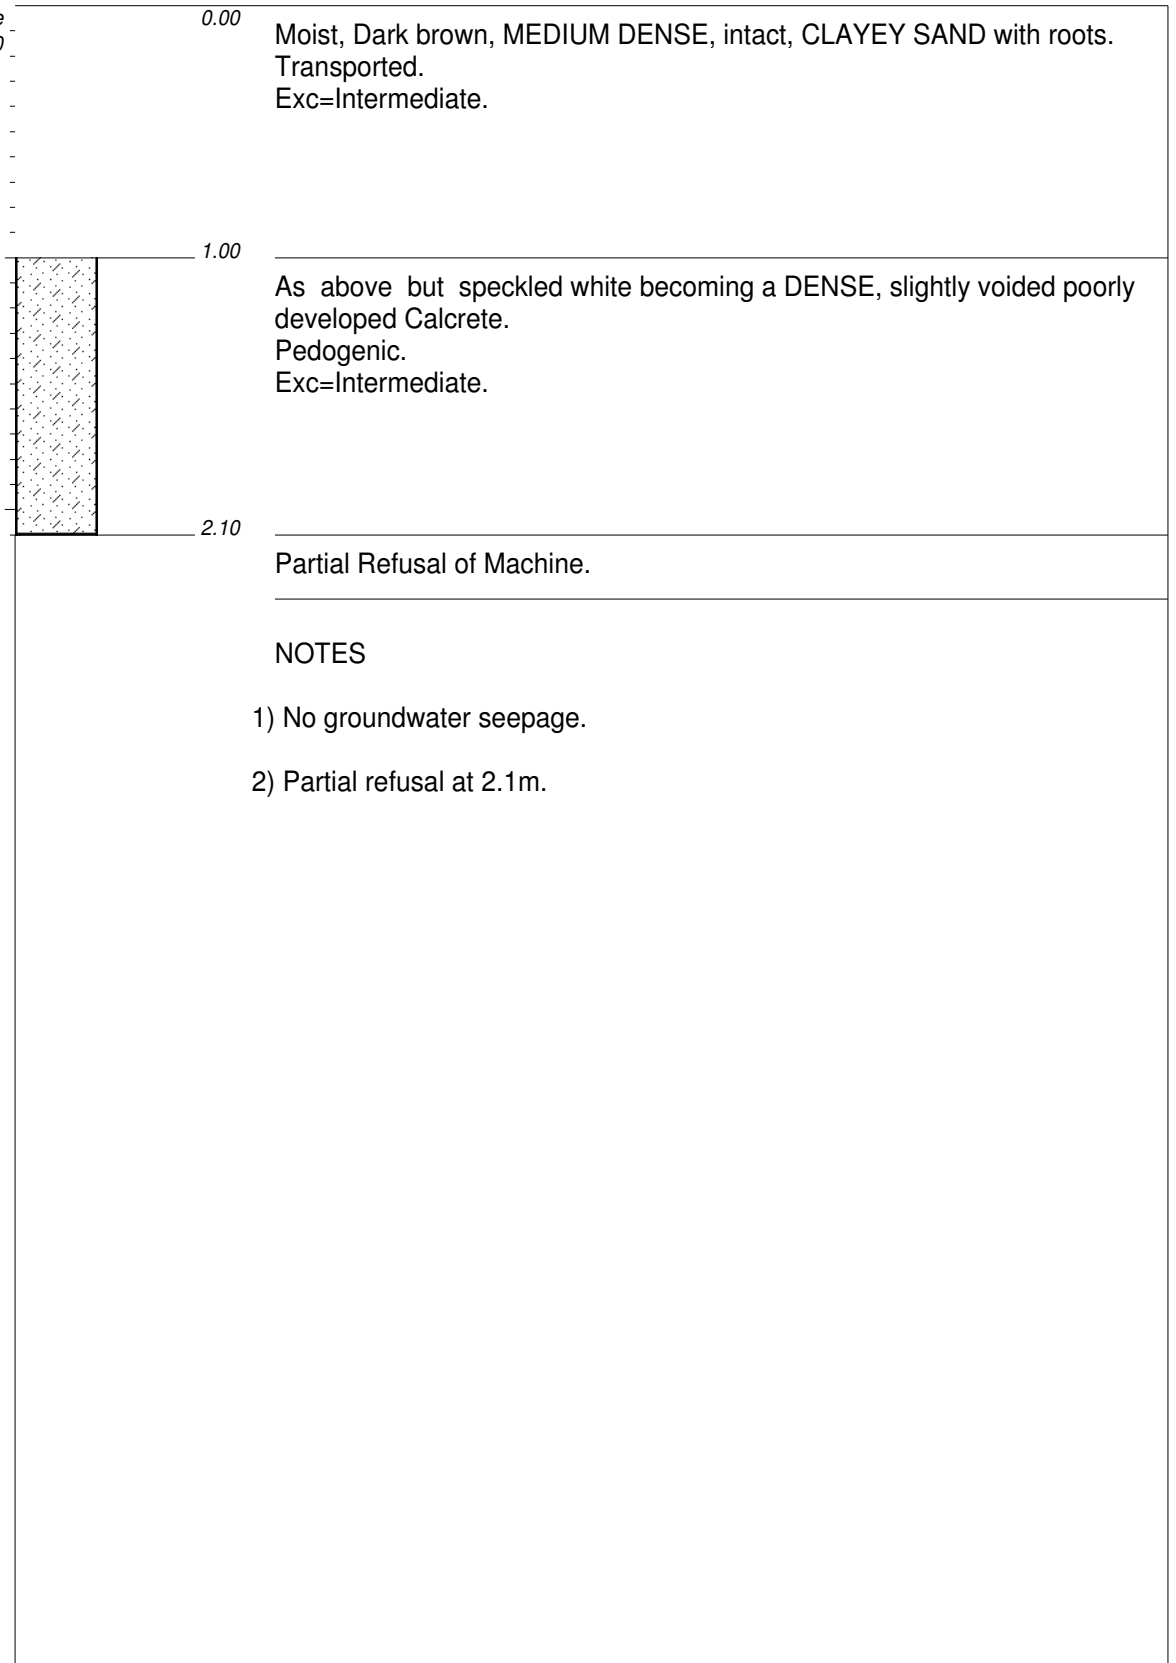 0.00
Moist, Dark brown, MEDIUM DENSE, intact, CLAYEY SAND with roots.
Transported.
Exc=Intermediate.
1.00
As above but speckled white becoming a DENSE, slightly voided poorly
developed Calcrete.
Pedogenic.
Exc=Intermediate.
2.10
Partial Refusal of Machine.
NOTES
1) No groundwater seepage.
2) Partial refusal at 2.1m.